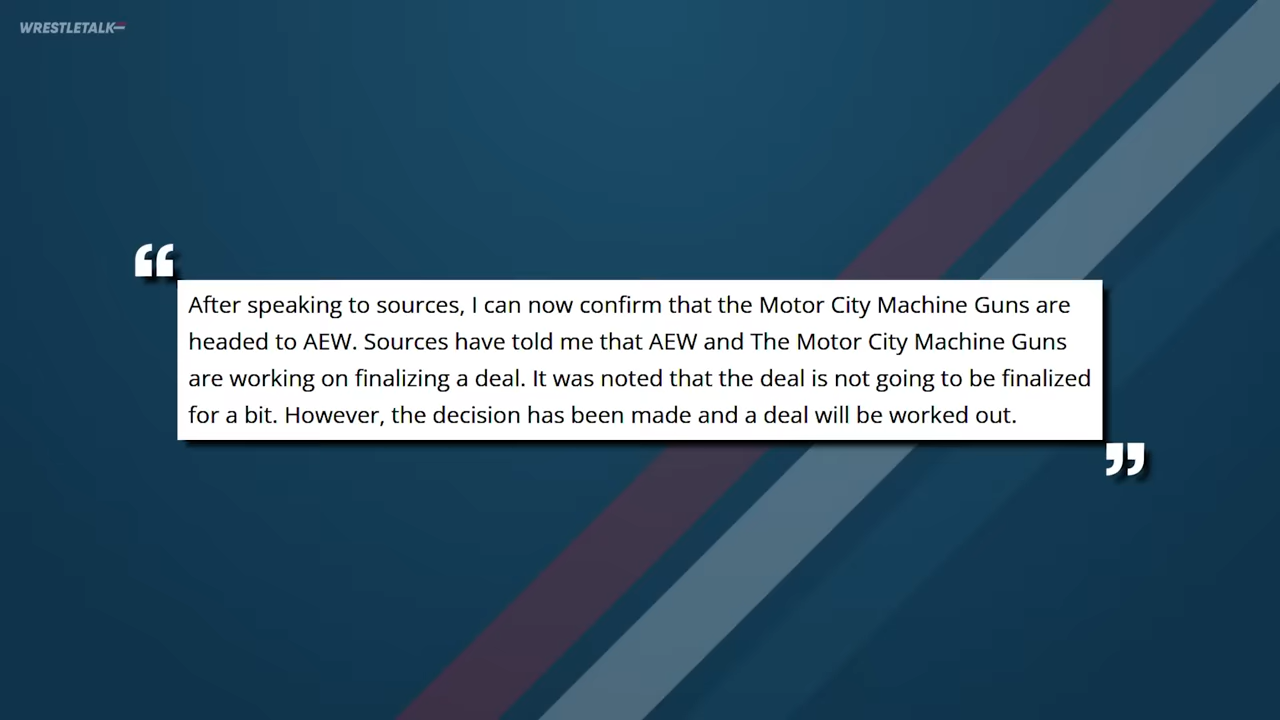 WRESTLETALK
“
After speaking to sources, I can now confirm that the Motor City Machine Guns are
headed to AEW. Sources have told me that AEW and The Motor City Machine Guns
are working on finalizing a deal. It was noted that the deal is not going to be finalized
for a bit. However, the decision has been made and a deal will be worked out.
”